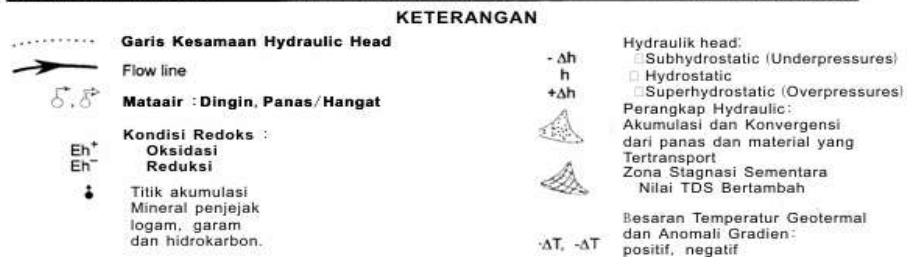 KETERANGAN
Garis Kesamaan Hydraulic Head
Flow line
Mataair : Dingin, Panas/Hangat
Kondisi Redoks :
Eh⁺ Oksidasi
Eh⁻ Reduksi
Titik akumulasi
Mineral penjejak
logam, garam
dan hidrokarbon.
Hydraulik head:
- Δh □Subhydrostatic (Underpressures)
h □ Hydrostatic
+Δh □Superhydrostatic (Overpressures)
Perangkap Hydraulic:
Akumulasi dan Konvergensi
dari panas dan material yang
Tertransport
Zona Stagnasi Sementara
Nilai TDS Bertambah
Besaran Temperatur Geotermal
dan Anomali Gradien:
·ΔT, -ΔT positif, negatif